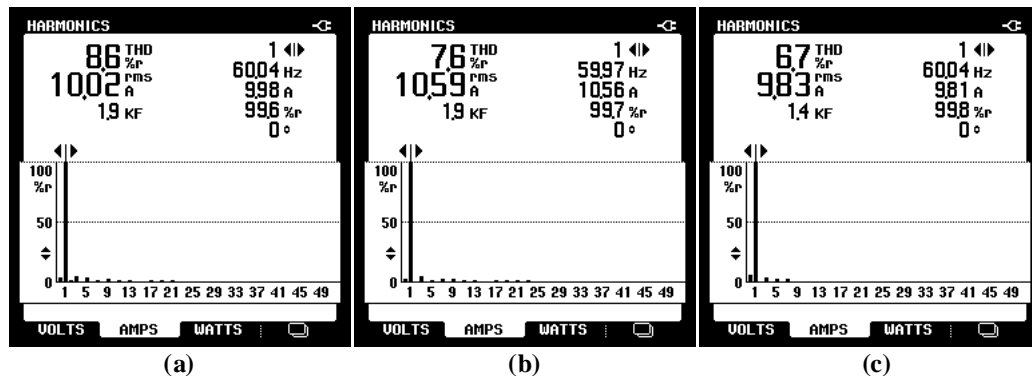 HARMONICS
8.6 THD %r
10.02 rms A
1.9 KF
1
60.04 Hz
9.98 A
99.6 %r
0 °
100
%r
50
0
1 5 9 13 17 21 25 29 33 37 41 45 49
VOLTS AMPS WATTS
(a)
HARMONICS
7.6 THD %r
10.59 rms A
1.9 KF
1
59.97 Hz
10.56 A
99.7 %r
0 °
100
%r
50
0
1 5 9 13 17 21 25 29 33 37 41 45 49
VOLTS AMPS WATTS
(b)
HARMONICS
6.7 THD %r
9.83 rms A
1.4 KF
1
60.04 Hz
9.81 A
99.8 %r
0 °
100
%r
50
0
1 5 9 13 17 21 25 29 33 37 41 45 49
VOLTS AMPS WATTS
(c)